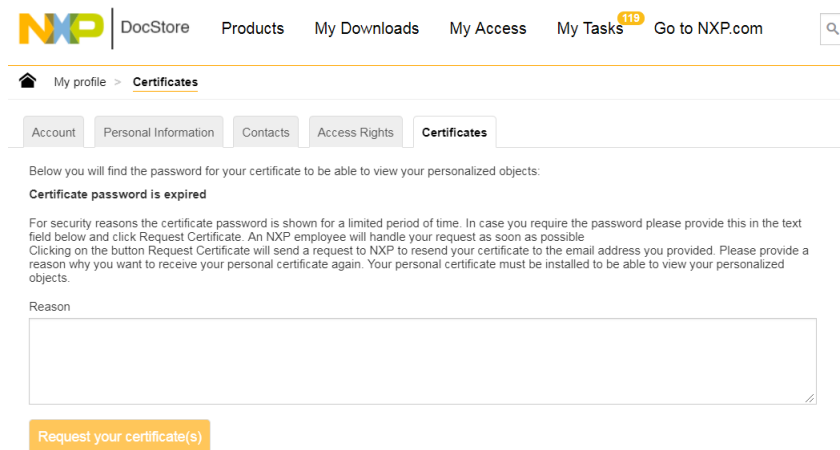 NXP DocStore Products My Downloads My Access My Tasks 119 Go to NXP.com
My profile > Certificates
Account Personal Information Contacts Access Rights Certificates
Below you will find the password for your certificate to be able to view your personalized objects:
Certificate password is expired
For security reasons the certificate password is shown for a limited period of time. In case you require the password please provide this in the text
field below and click Request Certificate. An NXP employee will handle your request as soon as possible
Clicking on the button Request Certificate will send a request to NXP to resend your certificate to the email address you provided. Please provide a
reason why you want to receive your personal certificate again. Your personal certificate must be installed to be able to view your personalized
objects.
Reason
Request your certificate(s)